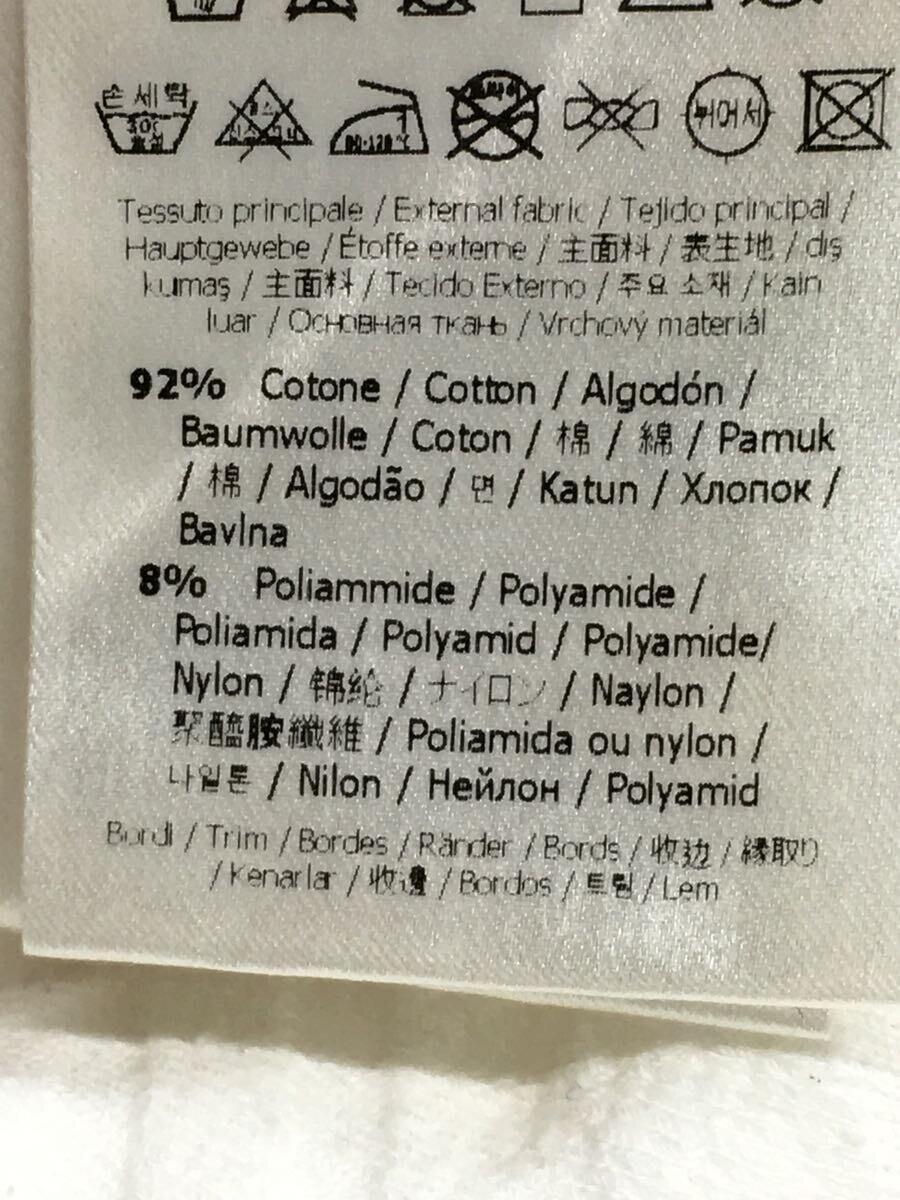 손세탁
30℃
80-120℃
뉘어서
Tessuto principale / External fabric / Tejido principal /
Hauptgewebe / Étoffe externe / 主面料 / 表生地 / dış
kumaş / 主面料 / Tecido Externo / 주요 소재 / Kain
luar / Основная ткань / Vrchový materiál
92% Cotone / Cotton / Algodón /
Baumwolle / Coton / 棉 / 綿 / Pamuk
/ 棉 / Algodão / 면 / Katun / Хлопок /
Bavlna
8% Poliammide / Polyamide /
Poliamida / Polyamid / Polyamide/
Nylon / 锦纶 / ナイロン / Naylon /
聚醯胺纖維 / Poliamida ou nylon /
나일론 / Nilon / Нейлон / Polyamid
Bordi / Trim / Bordes / Ränder / Bords / 收边 / 縁取り
/ Kenarlar / 收邊 / Bordos / 트림 / Lem